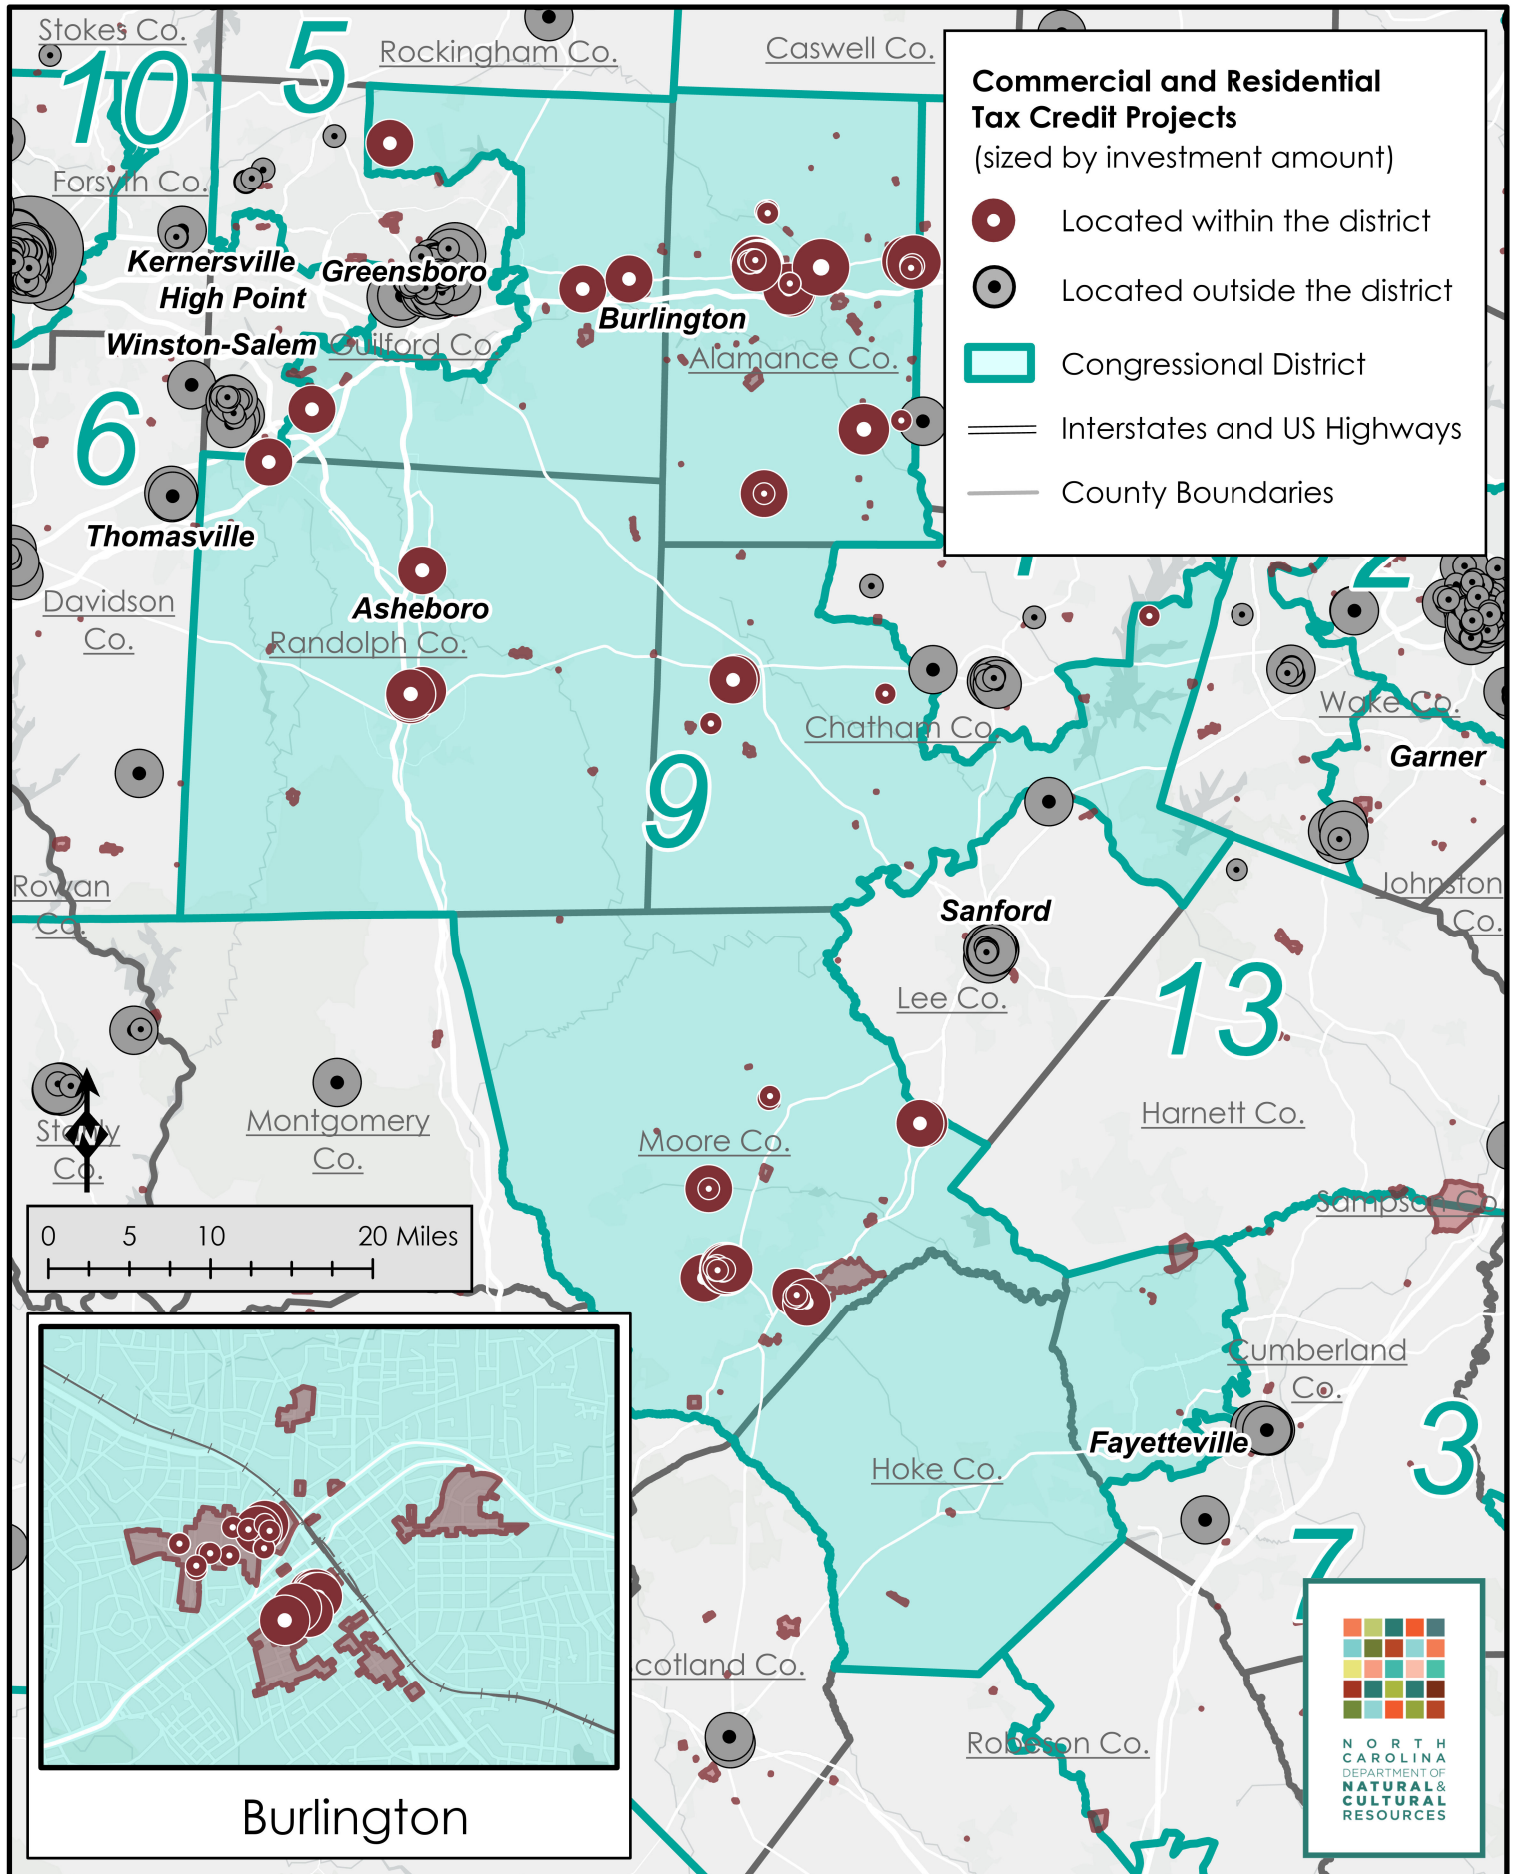 Stokes Co.
10
5
Rockingham Co.
Caswell Co.
Commercial and Residential
Tax Credit Projects
(sized by investment amount)
Located within the district
Located outside the district
Congressional District
Interstates and US Highways
County Boundaries
Forsyth Co.
Kernersville
Greensboro
High Point
Burlington
Winston-Salem
Guilford Co.
Alamance Co.
6
Thomasville
2
Davidson
Co.
Asheboro
Randolph Co.
Chatham Co.
Wake Co.
Garner
9
Rowan
Co.
Johnston
Co.
Sanford
Lee Co.
13
Montgomery
Co.
Harnett Co.
Moore Co.
N
Co.
Sampson Co.
0 5 10 20 Miles
Cumberland
Co.
Fayetteville
3
Hoke Co.
7
cotland Co.
Robeson Co.
Burlington
NORTH
CAROLINA
DEPARTMENT OF
NATURAL &
CULTURAL
RESOURCES